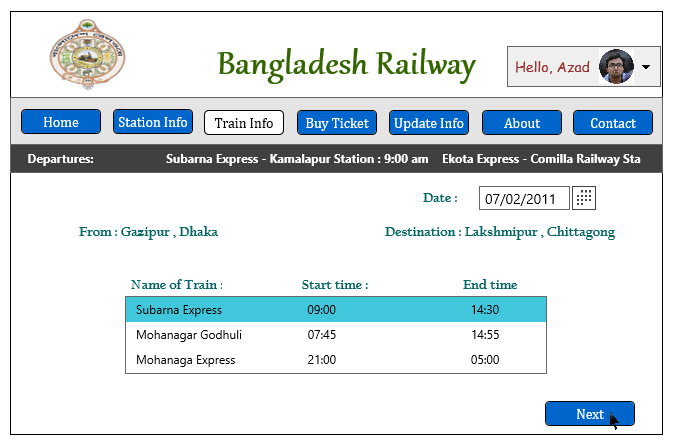 Bangladesh Railway
Hello, Azad
Home Station Info Train Info Buy Ticket Update Info About Contact
Departures: Subarna Express - Kamalapur Station : 9:00 am Ekota Express - Comilla Railway Sta
Date : 07/02/2011
From : Gazipur , Dhaka Destination : Lakshmipur , Chittagong
Name of Train : Start time : End time
Subarna Express 09:00 14:30
Mohanagar Godhuli 07:45 14:55
Mohanaga Express 21:00 05:00
Next